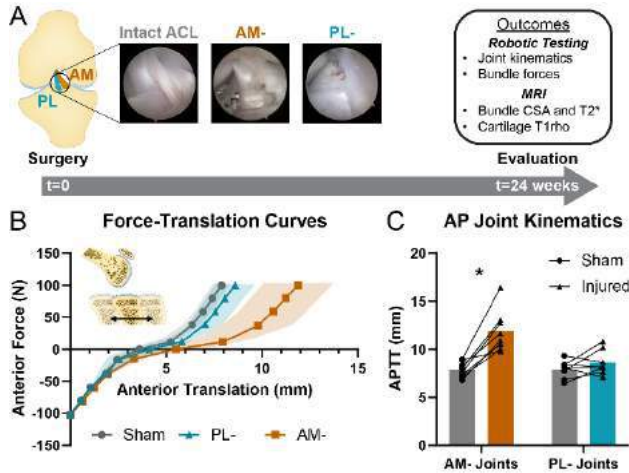 A
Intact ACL
AM-
PL-
AM
PL
Surgery
Outcomes
Robotic Testing
• Joint kinematics
• Bundle forces
MRI
• Bundle CSA and T2*
• Cartilage T1rho
Evaluation
t=0
t=24 weeks
B
Force-Translation Curves
Anterior Force (N)
100
50
0
-50
-100
5
10
15
Anterior Translation (mm)
Sham
PL-
AM-
C
AP Joint Kinematics
APTT (mm)
20
15
10
5
0
*
Sham
Injured
AM- Joints
PL- Joints